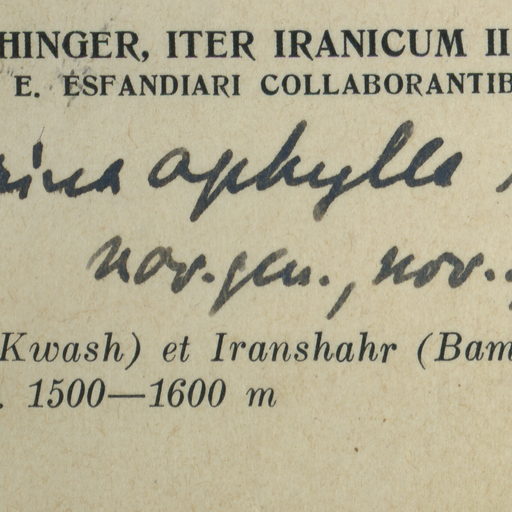 HINGER, ITER IRANICUM II
E. ESFANDIARI COLLABORANTIB
aphylla
nov. gen., nov.
Kwash) et Iranshahr (Bam
. 1500—1600 m